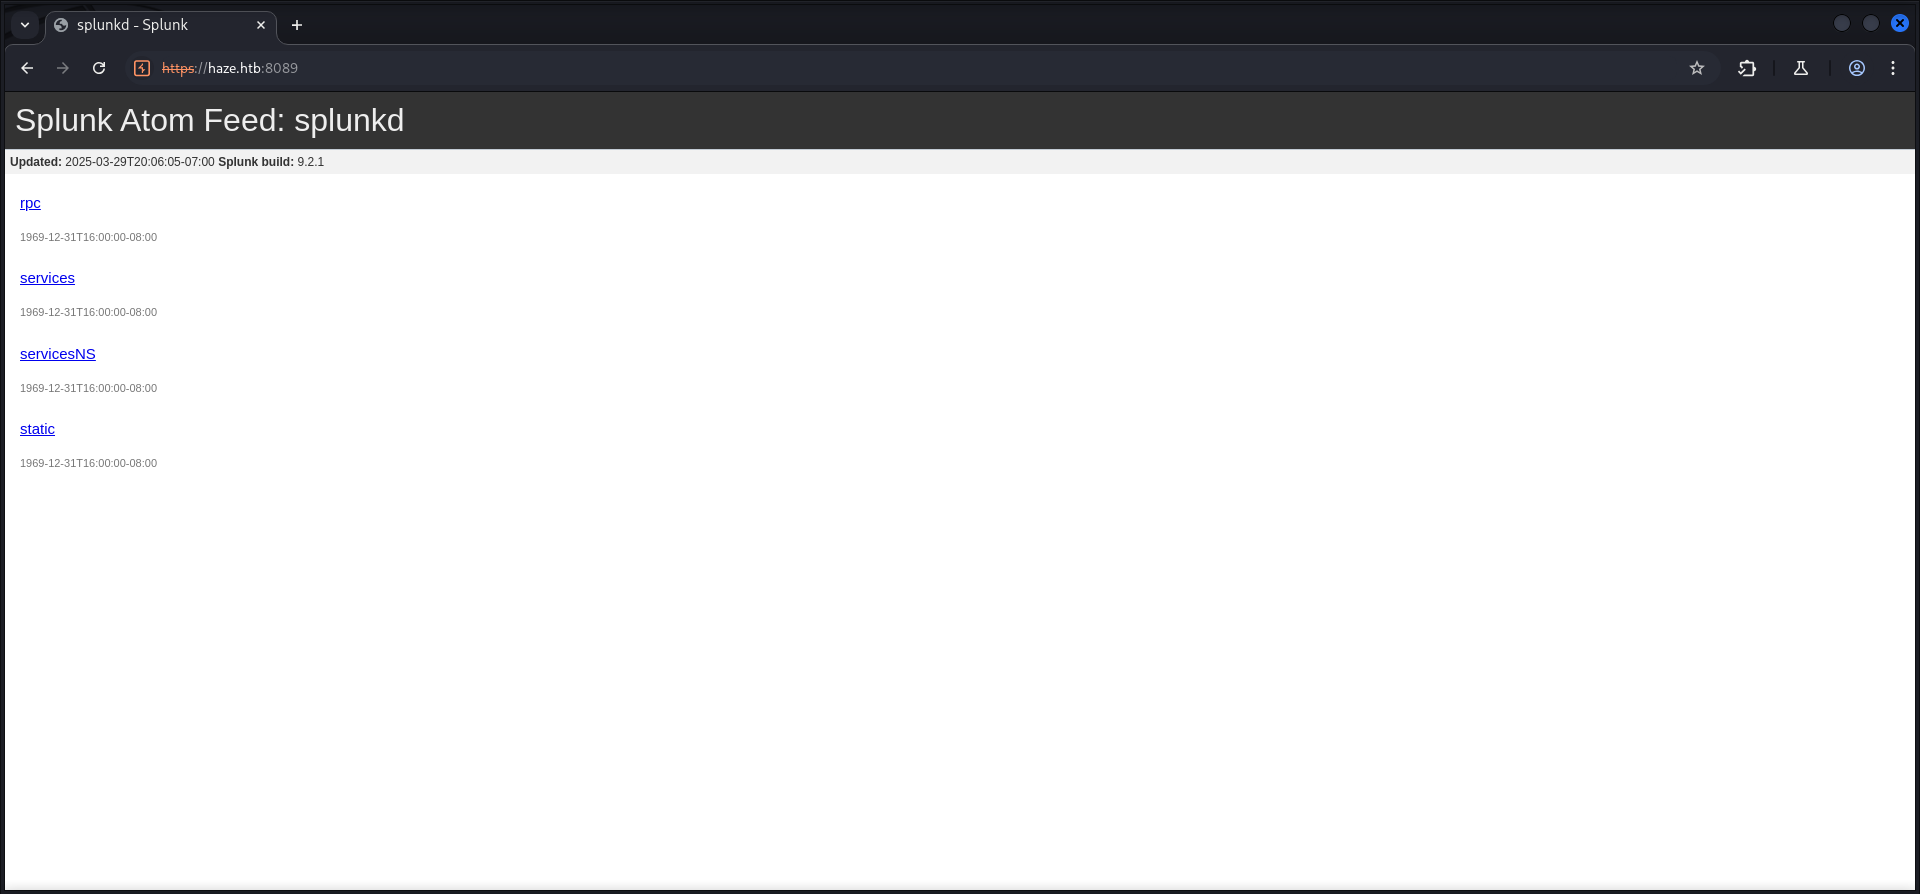 splunkd - Splunk
https://haze.htb:8089
Splunk Atom Feed: splunkd
Updated: 2025-03-29T20:06:05-07:00 Splunk build: 9.2.1
rpc
1969-12-31T16:00:00-08:00
services
1969-12-31T16:00:00-08:00
servicesNS
1969-12-31T16:00:00-08:00
static
1969-12-31T16:00:00-08:00